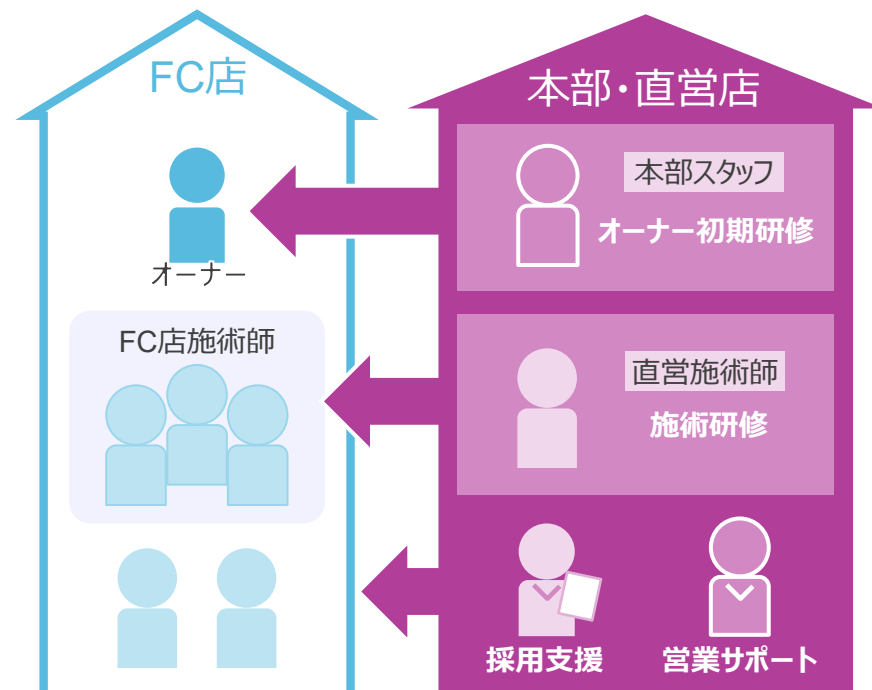 FC店
本部・直営店
オーナー
本部スタッフ
オーナー初期研修
FC店施術師
直営施術師
施術研修
採用支援
営業サポート